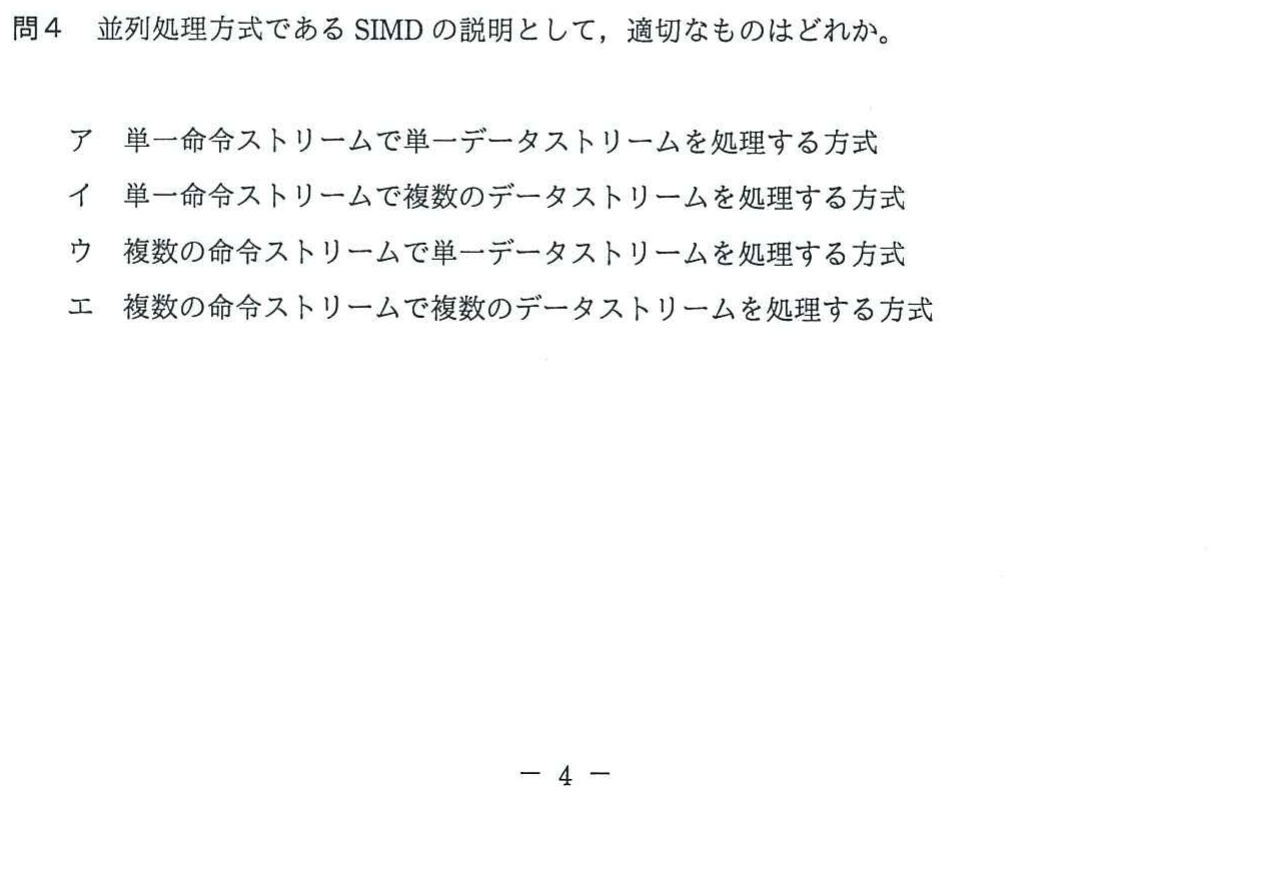 問4 並列処理方式である SIMD の説明として，適切なものはどれか。
ア 単一命令ストリームで単一データストリームを処理する方式
イ 単一命令ストリームで複数のデータストリームを処理する方式
ウ 複数の命令ストリームで単一データストリームを処理する方式
エ 複数の命令ストリームで複数のデータストリームを処理する方式
－ 4 －